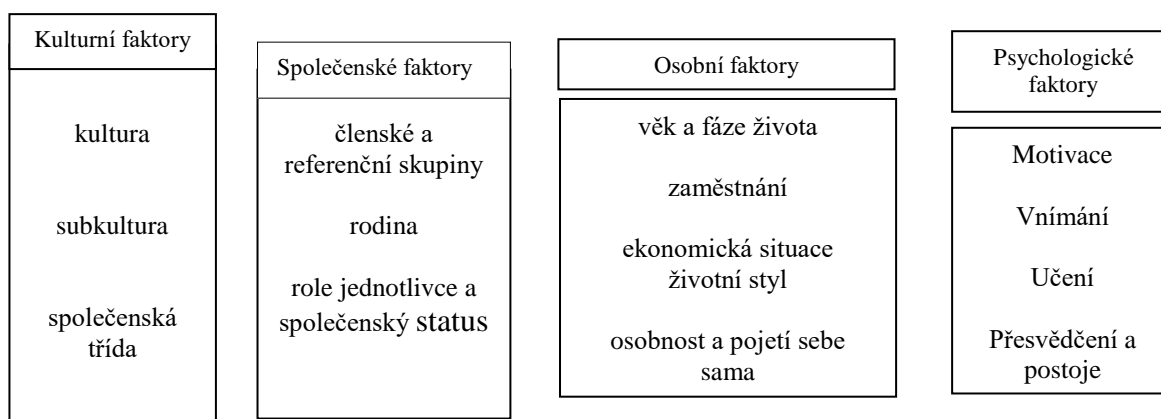 Kulturní faktory
kultura
subkultura
společenská
třída
Společenské faktory
členské a
referenční skupiny
rodina
role jednotlivce a
společenský status
Osobní faktory
věk a fáze života
zaměstnání
ekonomická situace
životní styl
osobnost a pojetí sebe
sama
Psychologické
faktory
Motivace
Vnímání
Učení
Přesvědčení a
postoje